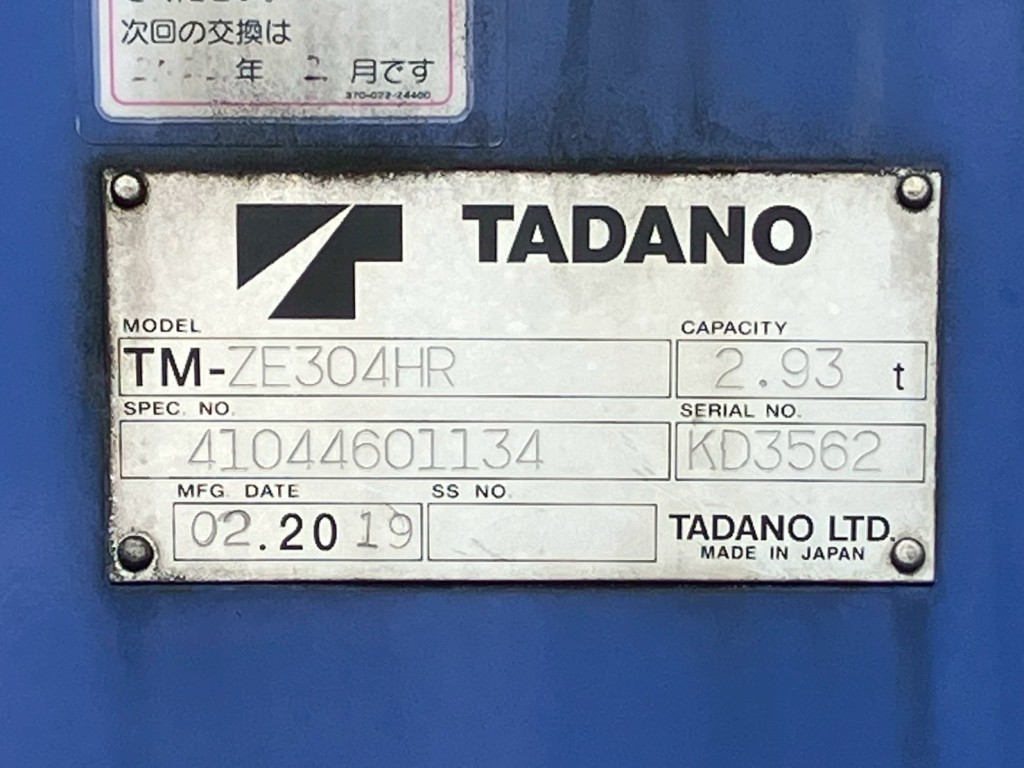 次回の交換は
年 2月です
370-072-24400
TADANO
MODEL CAPACITY
TM-ZE304HR 2.93 t
SPEC. NO. SERIAL NO.
41044601134 KD3562
MFG. DATE SS NO.
02.2019
TADANO LTD.
MADE IN JAPAN